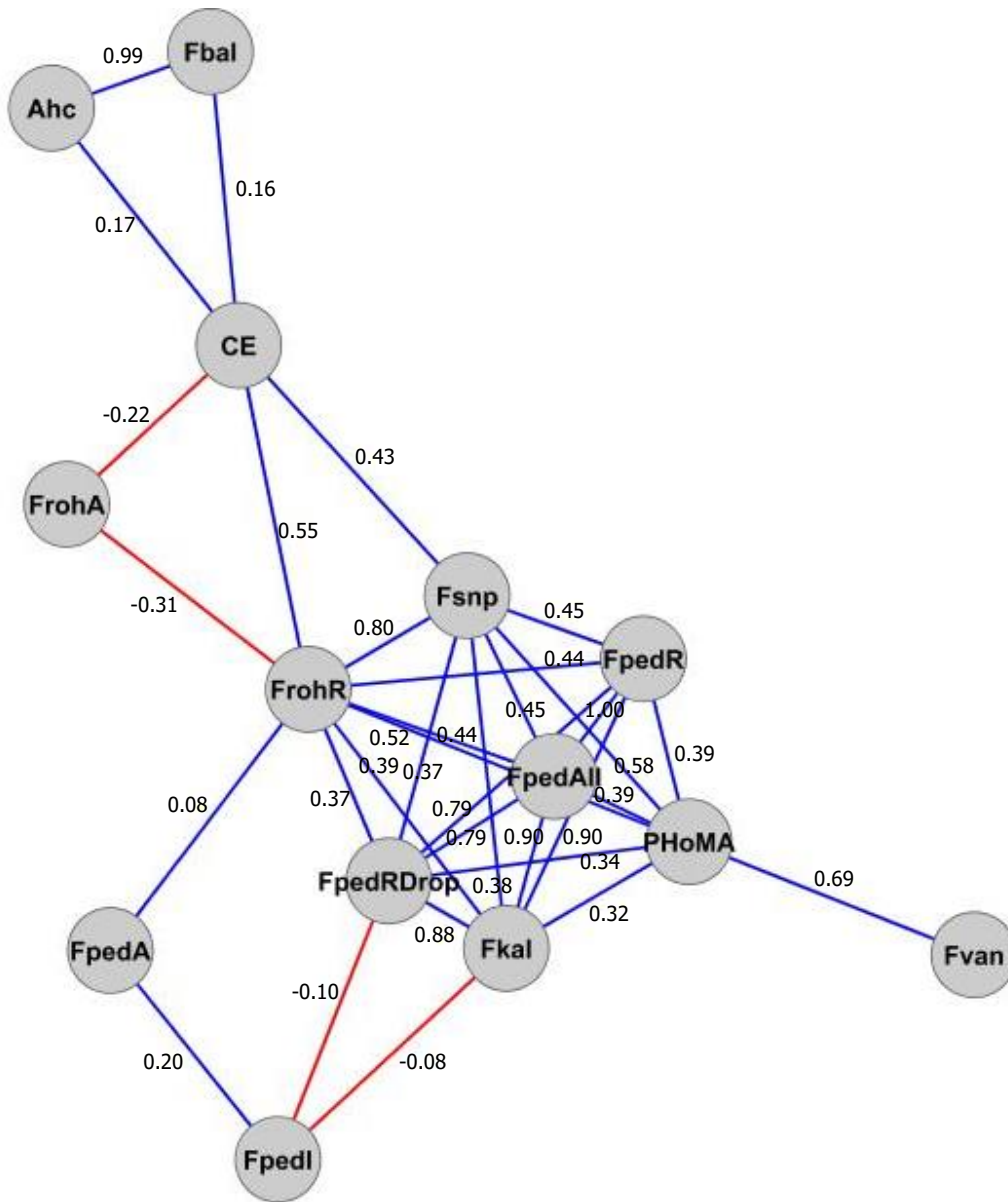 Fbal
0.99
Ahc
0.16
0.17
CE
-0.22
0.43
FrohA
0.55
Fsnp
-0.31
0.45
0.80
FpedR
0.44
FrohR
0.45
1.00
0.44
0.52
0.39
0.37
0.58
0.39
FpedAll
0.39
0.37
0.08
0.79
0.79
0.90
0.90
PHoMA
0.34
FpedRDrop
0.38
0.69
0.32
0.88
Fkal
FpedA
Fvan
-0.10
0.20
-0.08
FpedI